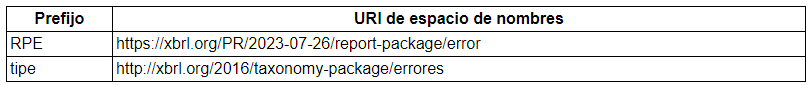 Prefijo URI de espacio de nombres
RPE https://xbrl.org/PR/2023-07-26/report-package/error
tipe http://xbrl.org/2016/taxonomy-package/errores